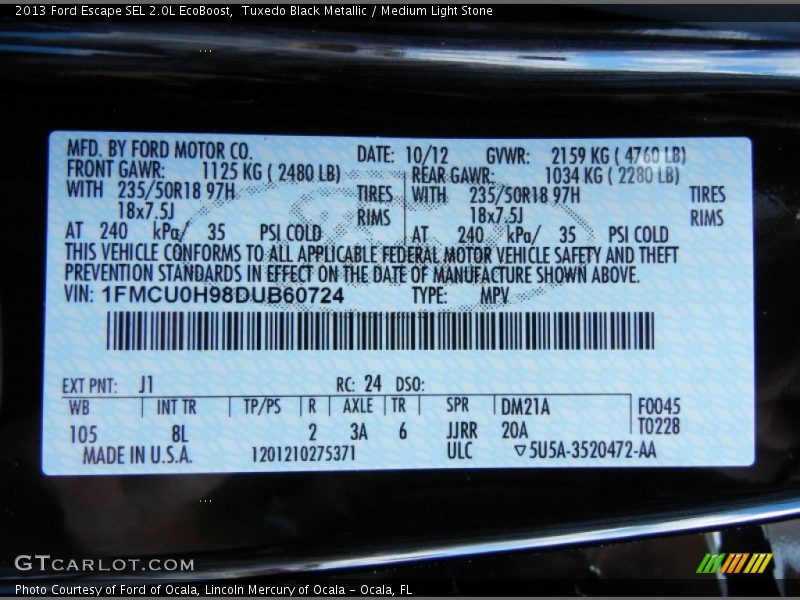 2013 Ford Escape SEL 2.0L EcoBoost, Tuxedo Black Metallic / Medium Light Stone
MFD. BY FORD MOTOR CO. DATE: 10/12 GVWR: 2159 KG ( 4760 LB)
FRONT GAWR: 1125 KG ( 2480 LB) REAR GAWR: 1034 KG ( 2280 LB)
WITH 235/50R18 97H TIRES WITH 235/50R18 97H TIRES
18x7.5J RIMS 18x7.5J RIMS
AT 240 kPa/ 35 PSI COLD AT 240 kPa/ 35 PSI COLD
THIS VEHICLE CONFORMS TO ALL APPLICABLE FEDERAL MOTOR VEHICLE SAFETY AND THEFT
PREVENTION STANDARDS IN EFFECT ON THE DATE OF MANUFACTURE SHOWN ABOVE.
VIN: 1FMCU0H98DUB60724 TYPE: MPV
EXT PNT: J1 RC: 24 DSO:
WB INT TR TP/PS R AXLE TR SPR DM21A F0045
105 8L 2 3A 6 JJRR 20A T0228
MADE IN U.S.A. 1201210275371 ULC ▽5U5A-3520472-AA
GTCARLOT.COM
Photo Courtesy of Ford of Ocala, Lincoln Mercury of Ocala - Ocala, FL